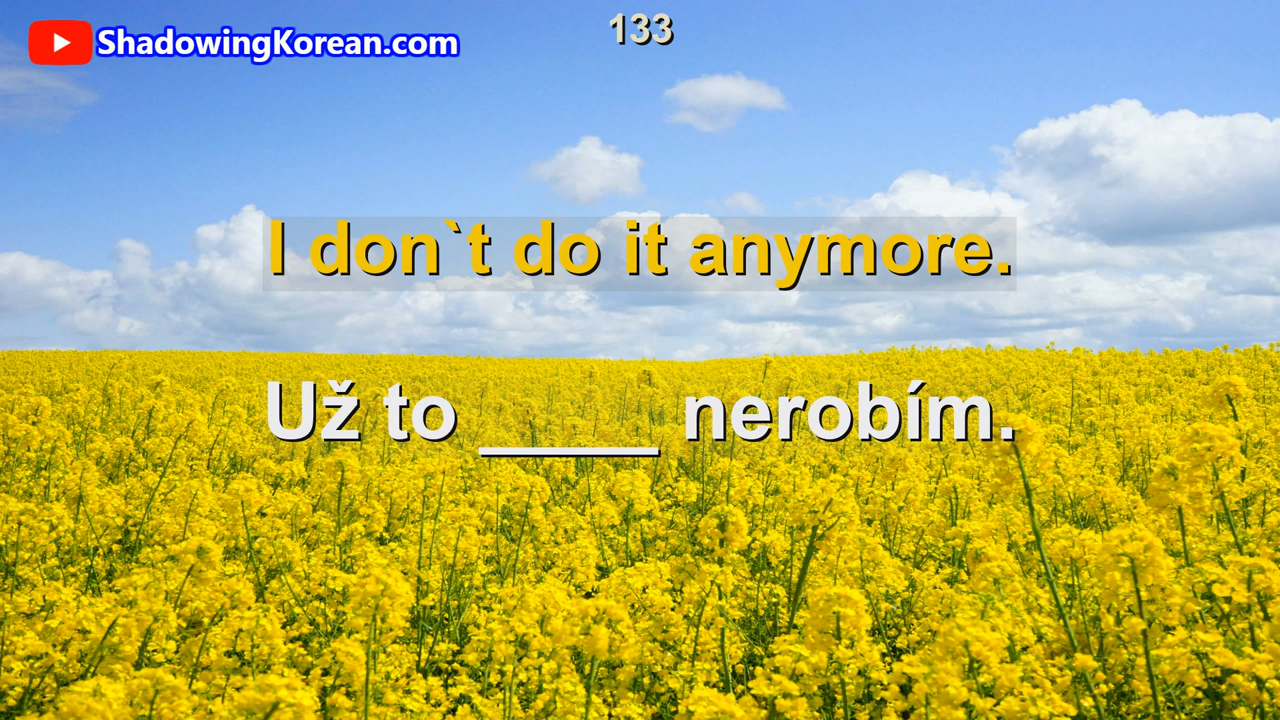 ShadowingKorean.com
133
I don`t do it anymore.
Už to _____ nerobím.